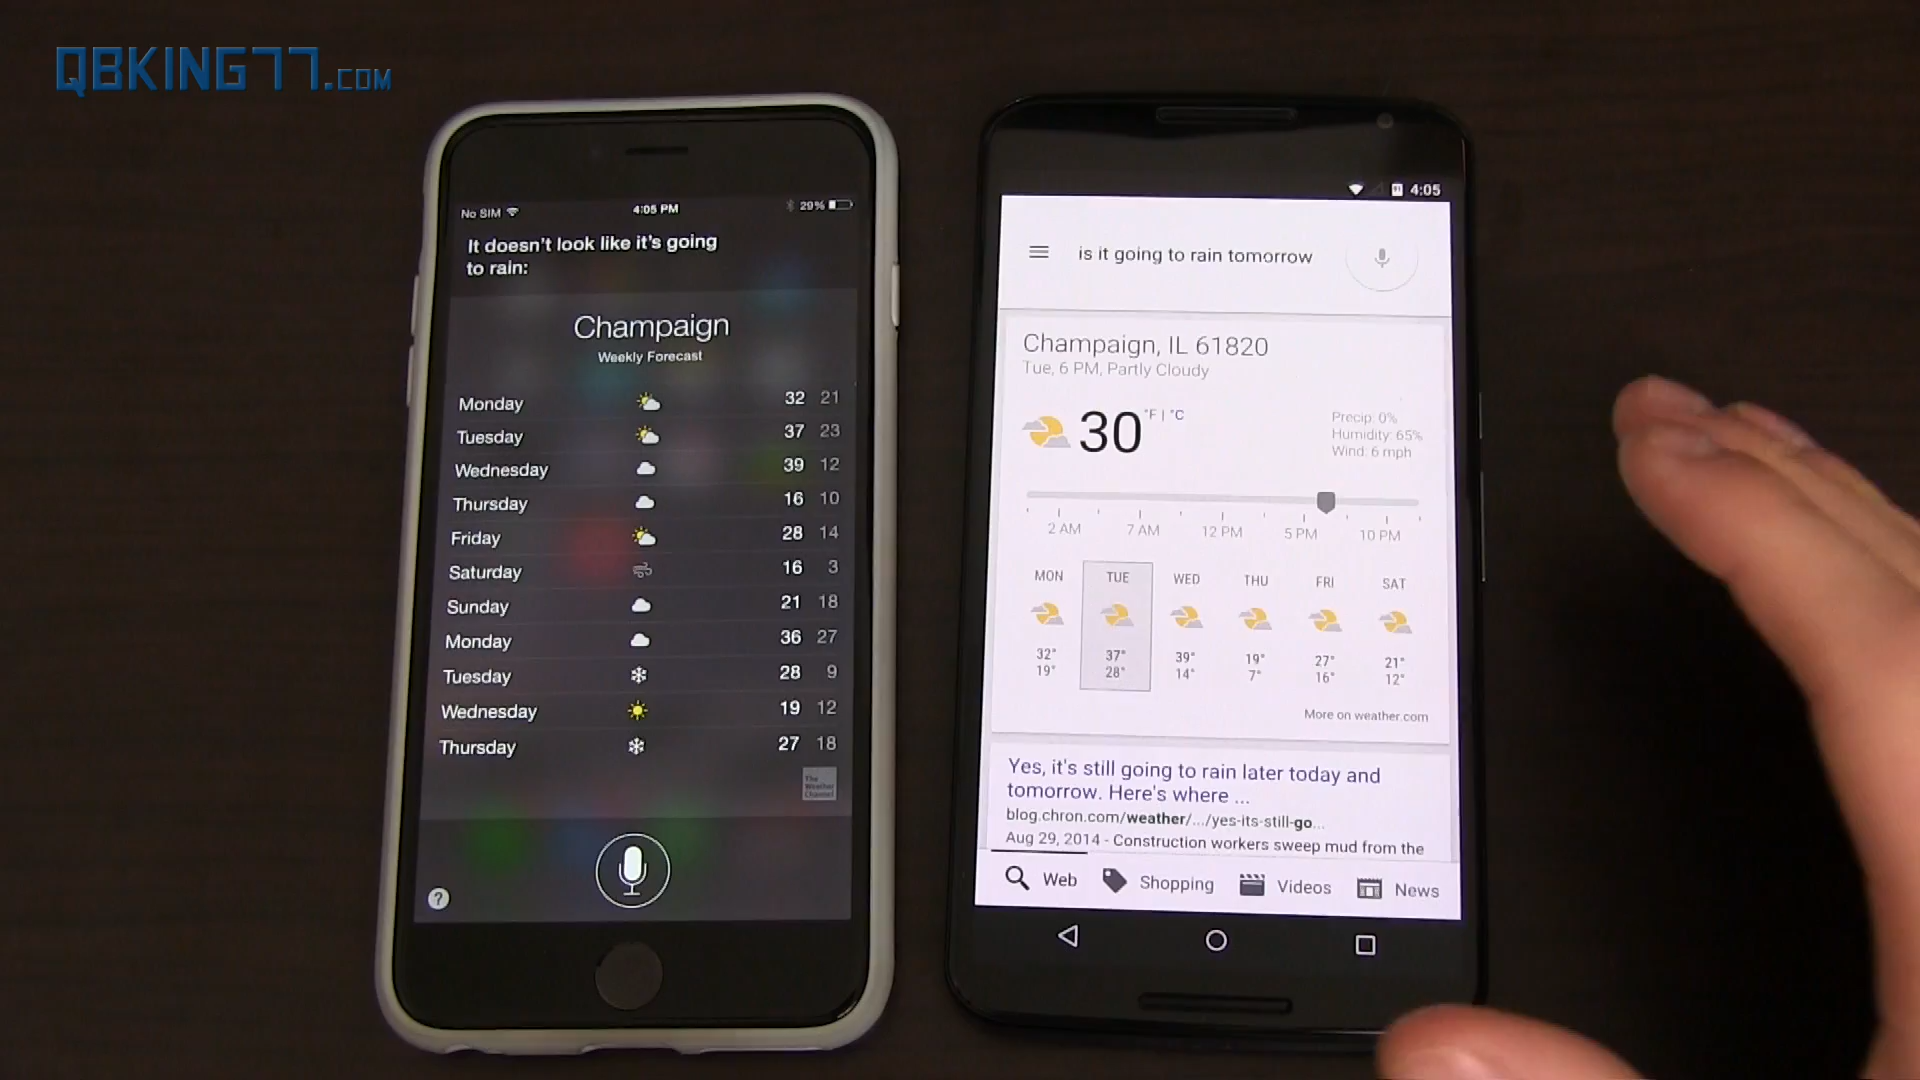 QBKING77.COM
No SIM
4:05 PM
29%
It doesn't look like it's going
to rain:
Champaign
Weekly Forecast
Monday 32 21
Tuesday 37 23
Wednesday 39 12
Thursday 16 10
Friday 28 14
Saturday 16 3
Sunday 21 18
Monday 36 27
Tuesday 28 9
Wednesday 19 12
Thursday 27 18
The
Weather
Channel
?
4:05
is it going to rain tomorrow
Champaign, IL 61820
Tue, 6 PM, Partly Cloudy
30 °F | °C
Precip: 0%
Humidity: 65%
Wind: 6 mph
2 AM 7 AM 12 PM 5 PM 10 PM
MON TUE WED THU FRI SAT
32° 37° 39° 19° 27° 21°
19° 28° 14° 7° 16° 12°
More on weather.com
Yes, it's still going to rain later today and
tomorrow. Here's where ...
blog.chron.com/weather/.../yes-its-still-go...
Aug 29, 2014 - Construction workers sweep mud from the
Web Shopping Videos News